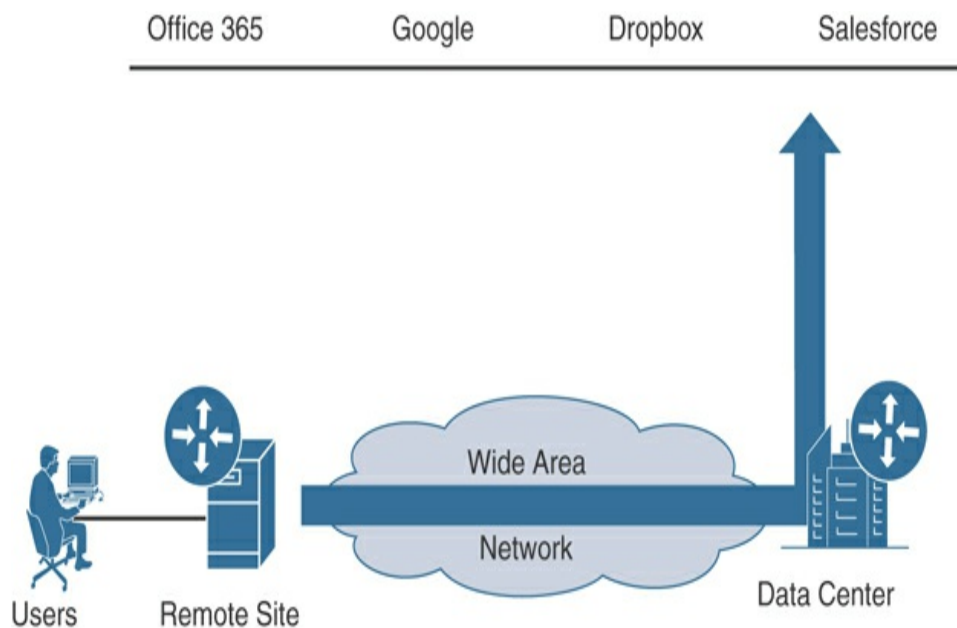 Office 365 Google Dropbox Salesforce
Wide Area
Network
Users Remote Site Data Center